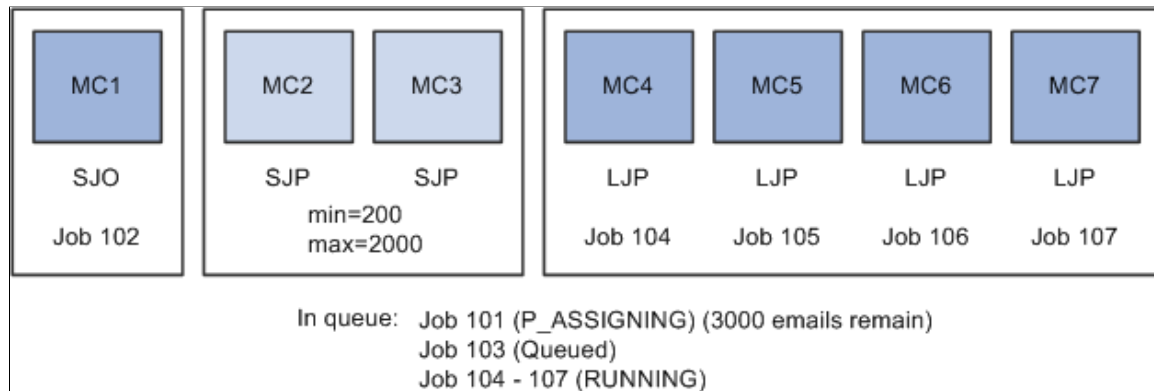 MC1 MC2 MC3 MC4 MC5 MC6 MC7
SJO SJP SJP LJP LJP LJP LJP
min=200
max=2000
Job 102 Job 104 Job 105 Job 106 Job 107
In queue: Job 101 (P_ASSIGNING) (3000 emails remain)
Job 103 (Queued)
Job 104 - 107 (RUNNING)